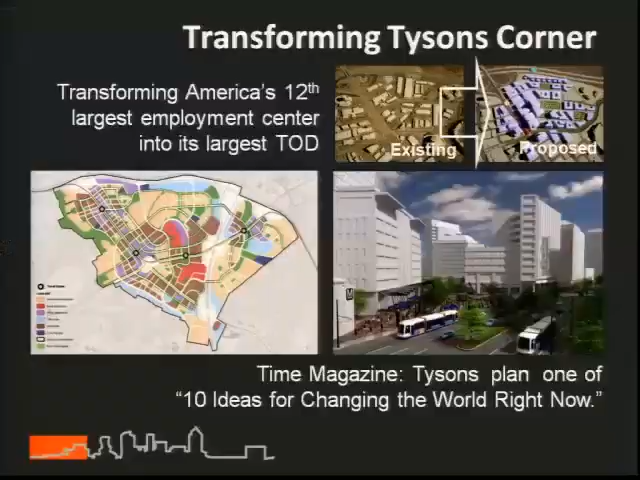 Transforming Tysons Corner
Transforming America's 12th
largest employment center
into its largest TOD
Existing
Proposed
Time Magazine: Tysons plan one of
"10 Ideas for Changing the World Right Now."